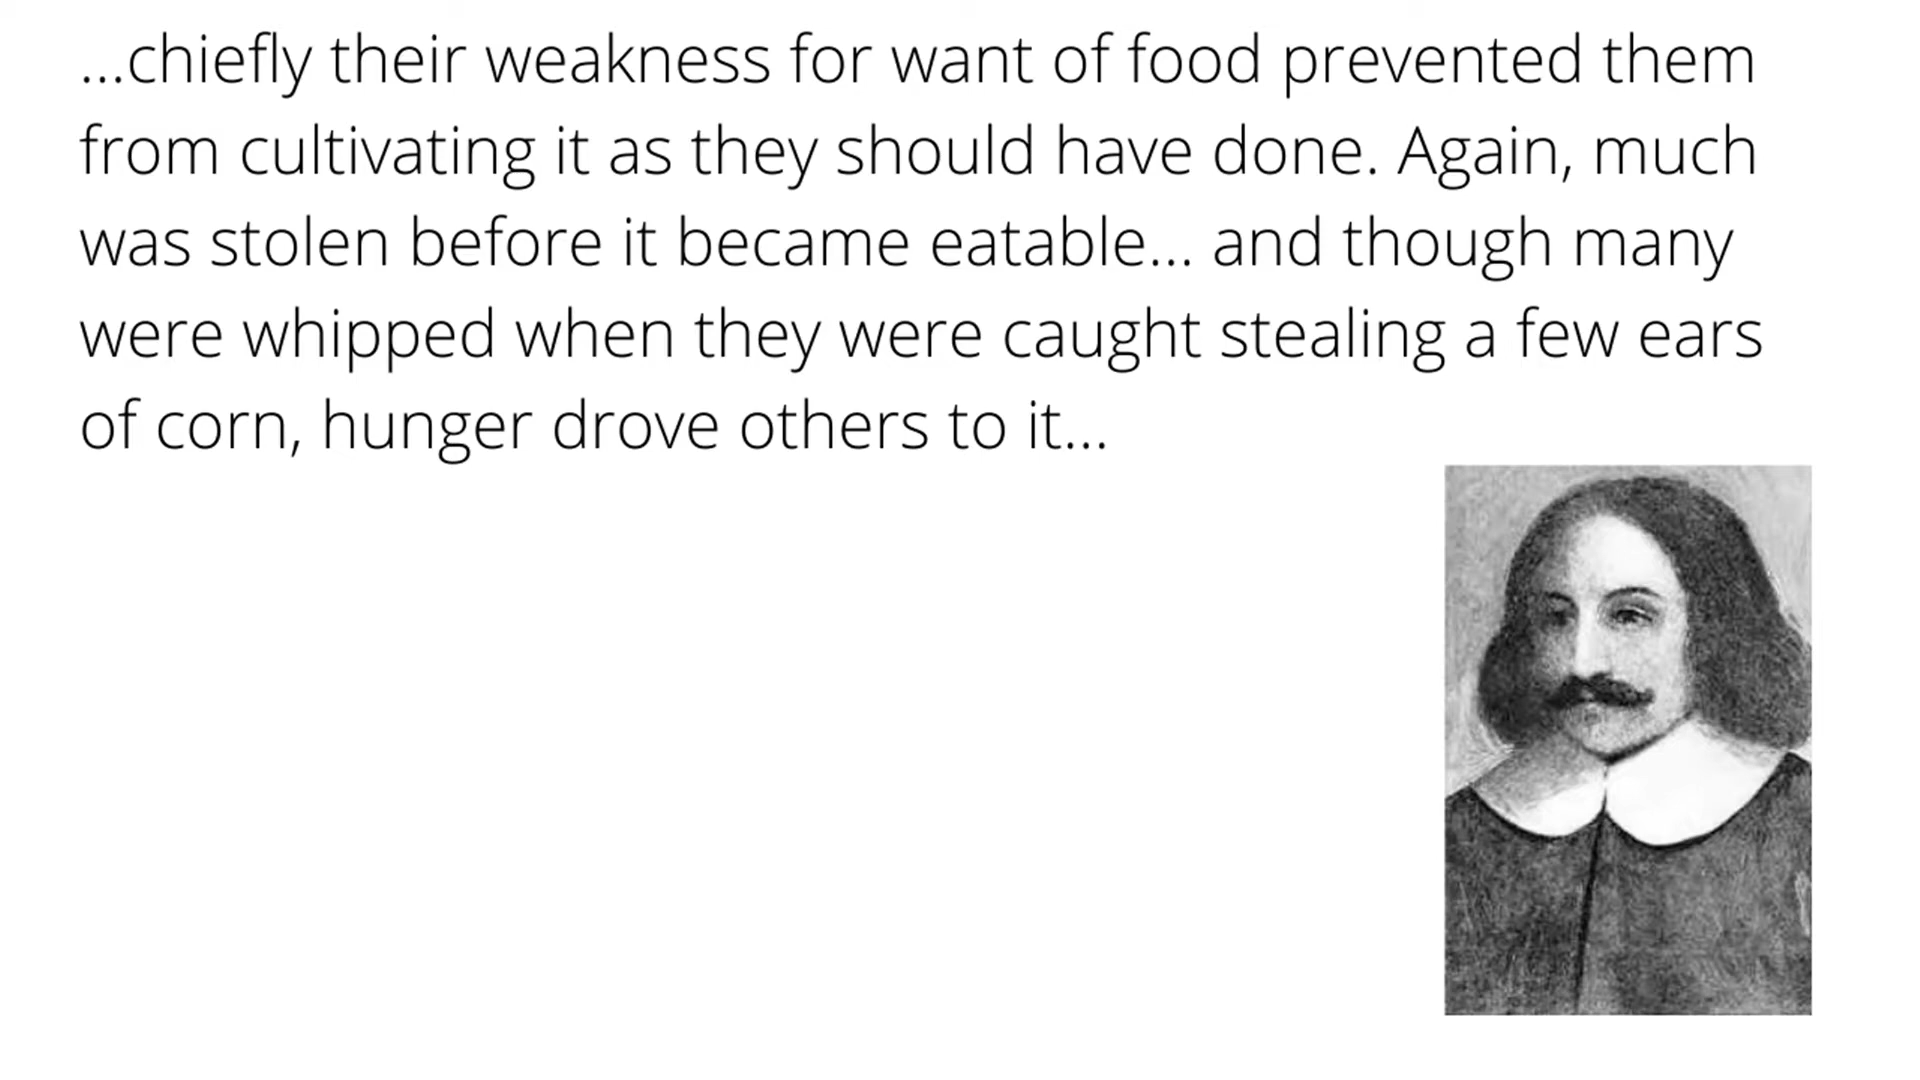 ...chiefly their weakness for want of food prevented them
from cultivating it as they should have done. Again, much
was stolen before it became eatable... and though many
were whipped when they were caught stealing a few ears
of corn, hunger drove others to it...